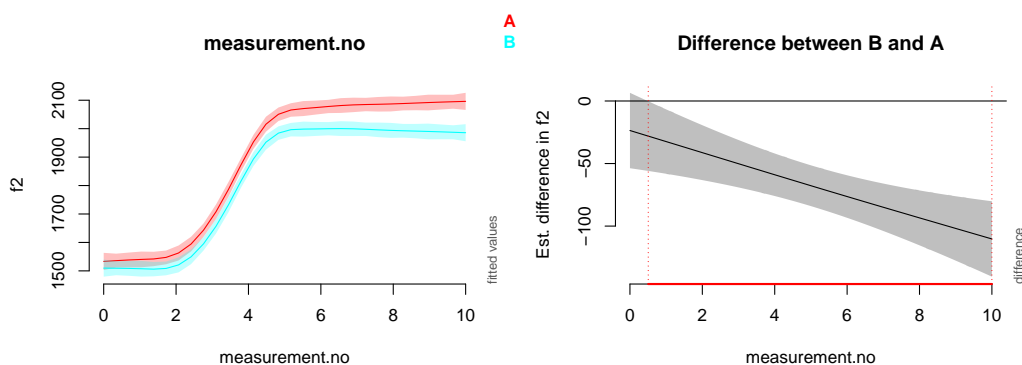 A
B
measurement.no
f2
1500
1700
1900
2100
0
2
4
6
8
10
measurement.no
fitted values
Difference between B and A
Est. difference in f2
0
−50
−100
0
2
4
6
8
10
measurement.no
difference